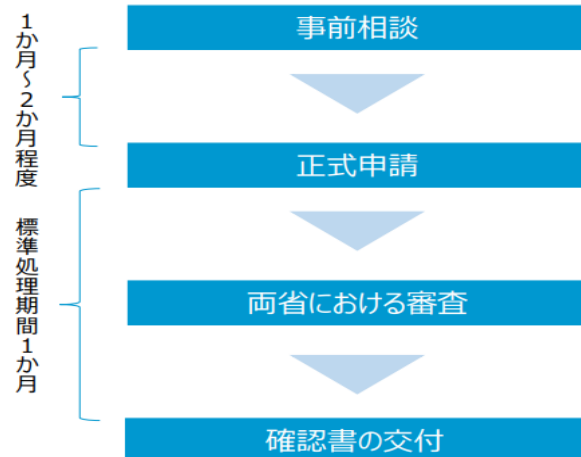 事前相談
1か月～2か月程度
正式申請
標準処理期間1か月
両省における審査
確認書の交付